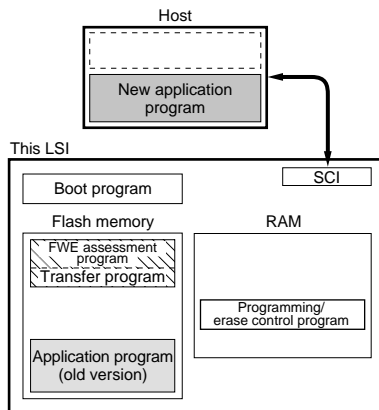 Host
New application
program
This LSI
SCI
Boot program
Flash memory
RAM
FWE assessment
program
Transfer program
Programming/
erase control program
Application program
(old version)